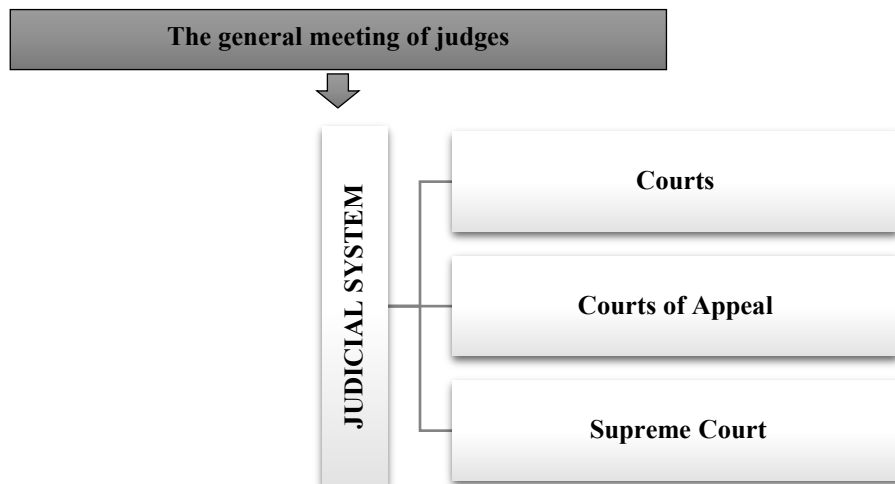 The general meeting of judges
JUDICIAL SYSTEM
Courts
Courts of Appeal
Supreme Court